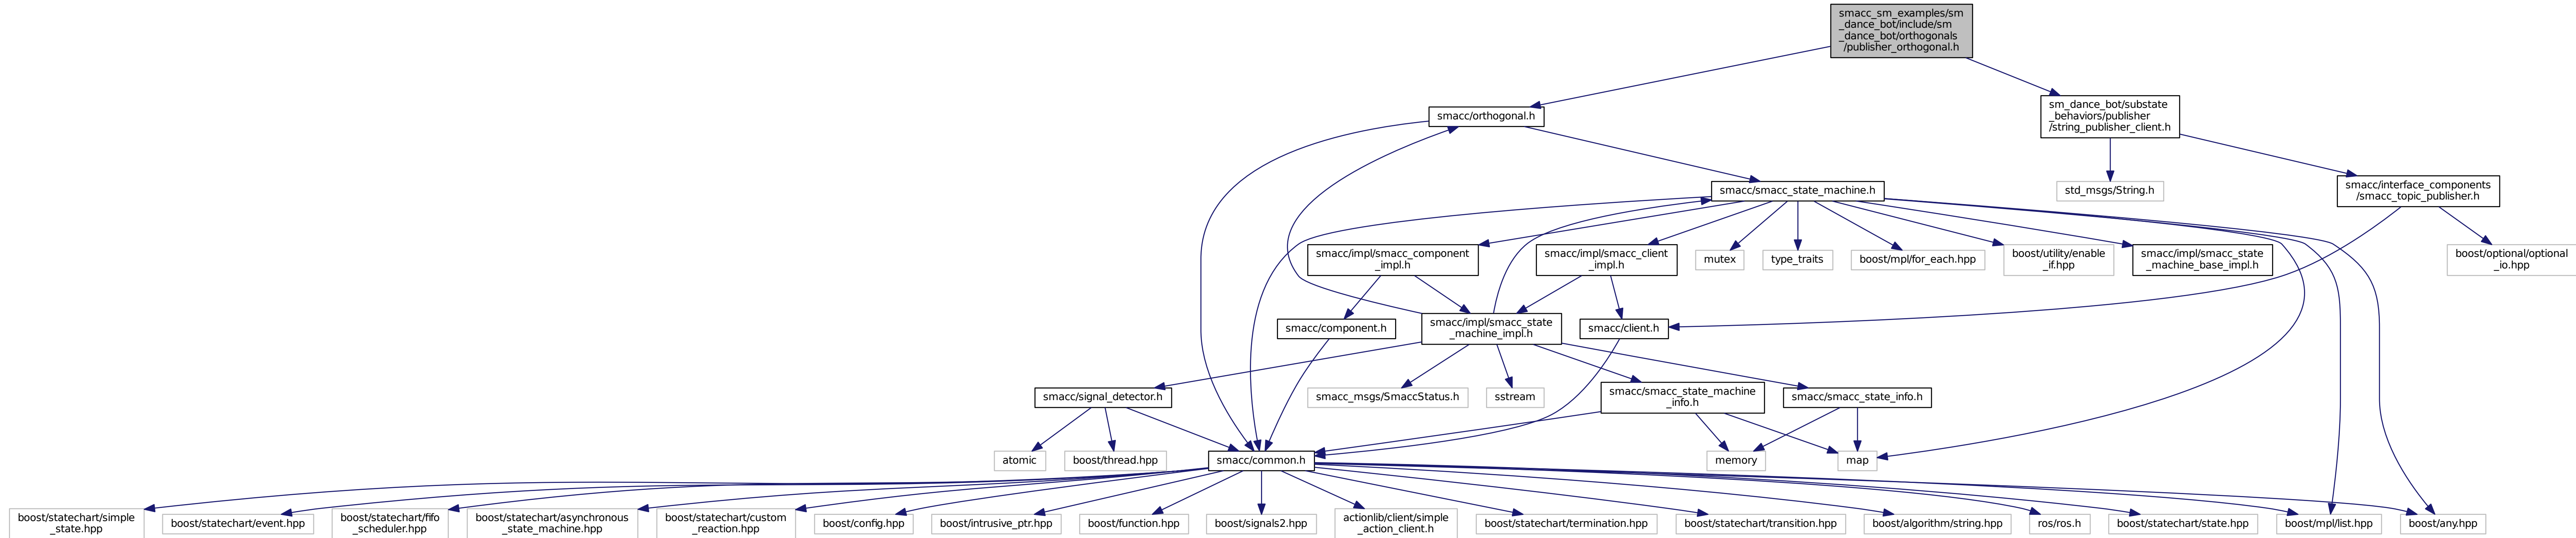 smacc_sm_examples/sm
_dance_bot/include/sm
_dance_bot/orthogonals
/publisher_orthogonal.h
smacc/orthogonal.h
sm_dance_bot/substate
_behaviors/publisher
/string_publisher_client.h
smacc/smacc_state_machine.h
std_msgs/String.h
smacc/interface_components
/smacc_topic_publisher.h
smacc/impl/smacc_component
_impl.h
smacc/impl/smacc_client
_impl.h
mutex
type_traits
boost/mpl/for_each.hpp
boost/utility/enable
_if.hpp
smacc/impl/smacc_state
_machine_base_impl.h
boost/optional/optional
_io.hpp
smacc/component.h
smacc/impl/smacc_state
_machine_impl.h
smacc/client.h
smacc/signal_detector.h
smacc_msgs/SmaccStatus.h
sstream
smacc/smacc_state_machine
_info.h
smacc/smacc_state_info.h
atomic
boost/thread.hpp
smacc/common.h
memory
map
boost/statechart/simple
_state.hpp
boost/statechart/event.hpp
boost/statechart/fifo
_scheduler.hpp
boost/statechart/asynchronous
_state_machine.hpp
boost/statechart/custom
_reaction.hpp
boost/config.hpp
boost/intrusive_ptr.hpp
boost/function.hpp
boost/signals2.hpp
actionlib/client/simple
_action_client.h
boost/statechart/termination.hpp
boost/statechart/transition.hpp
boost/algorithm/string.hpp
ros/ros.h
boost/statechart/state.hpp
boost/mpl/list.hpp
boost/any.hpp